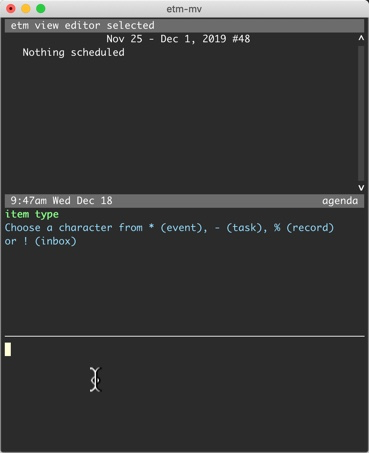 etm-mv
etm view editor selected
Nov 25 - Dec 1, 2019 #48
Nothing scheduled
9:47am Wed Dec 18 agenda
item type
Choose a character from * (event), - (task), % (record)
or ! (inbox)